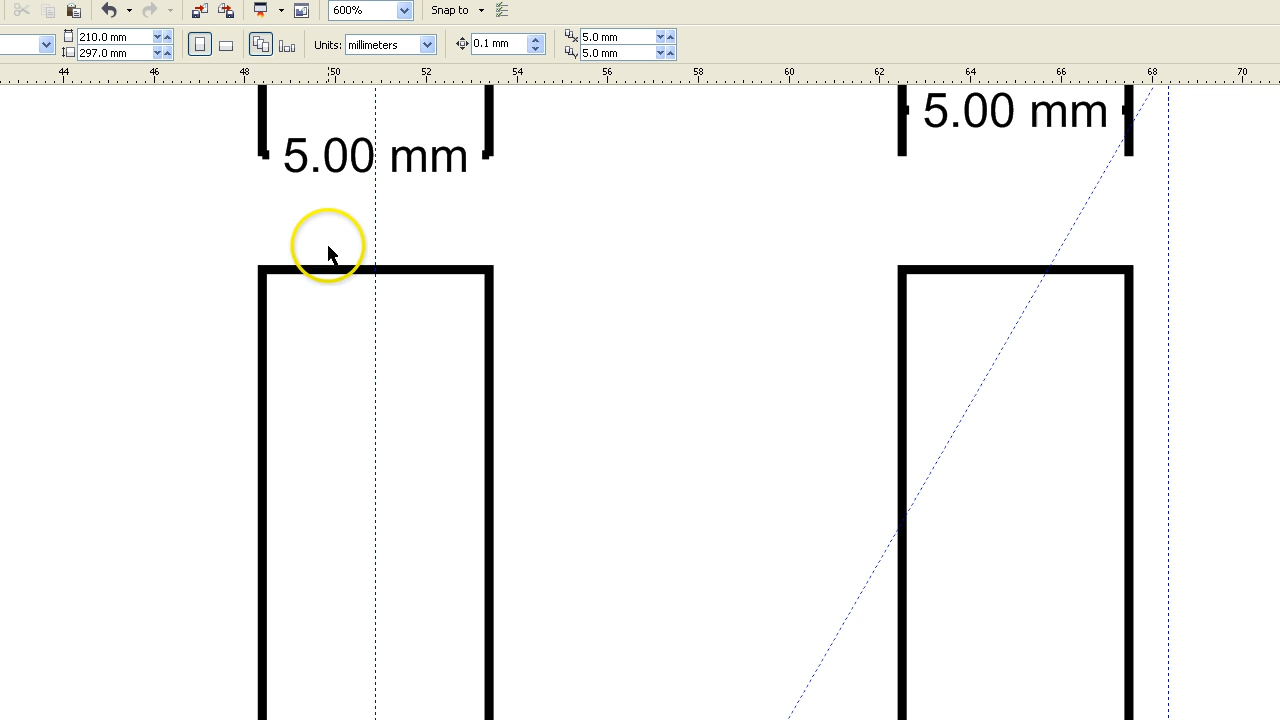 600%
Snap to
210.0 mm
297.0 mm
Units: millimeters
0.1 mm
5.0 mm
5.0 mm
44 46 48 50 52 54 56 58 60 62 64 66 68 70
5.00 mm
5.00 mm